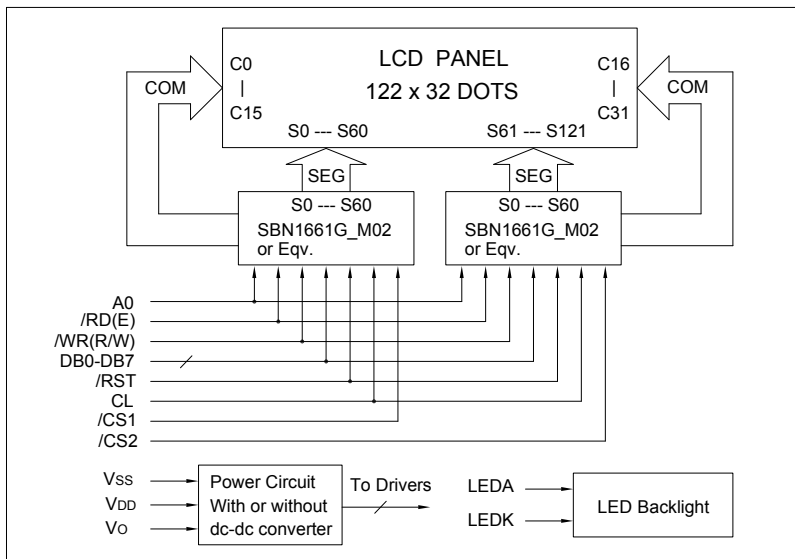 LCD PANEL
122 x 32 DOTS
C0
|
C15
C16
|
C31
COM
COM
S0 --- S60
S61 --- S121
SEG
SEG
S0 --- S60
SBN1661G_M02
or Eqv.
S0 --- S60
SBN1661G_M02
or Eqv.
A0
/RD(E)
/WR(R/W)
DB0-DB7
/RST
CL
/CS1
/CS2
VSS
VDD
VO
Power Circuit
With or without
dc-dc converter
To Drivers
LEDA
LEDK
LED Backlight